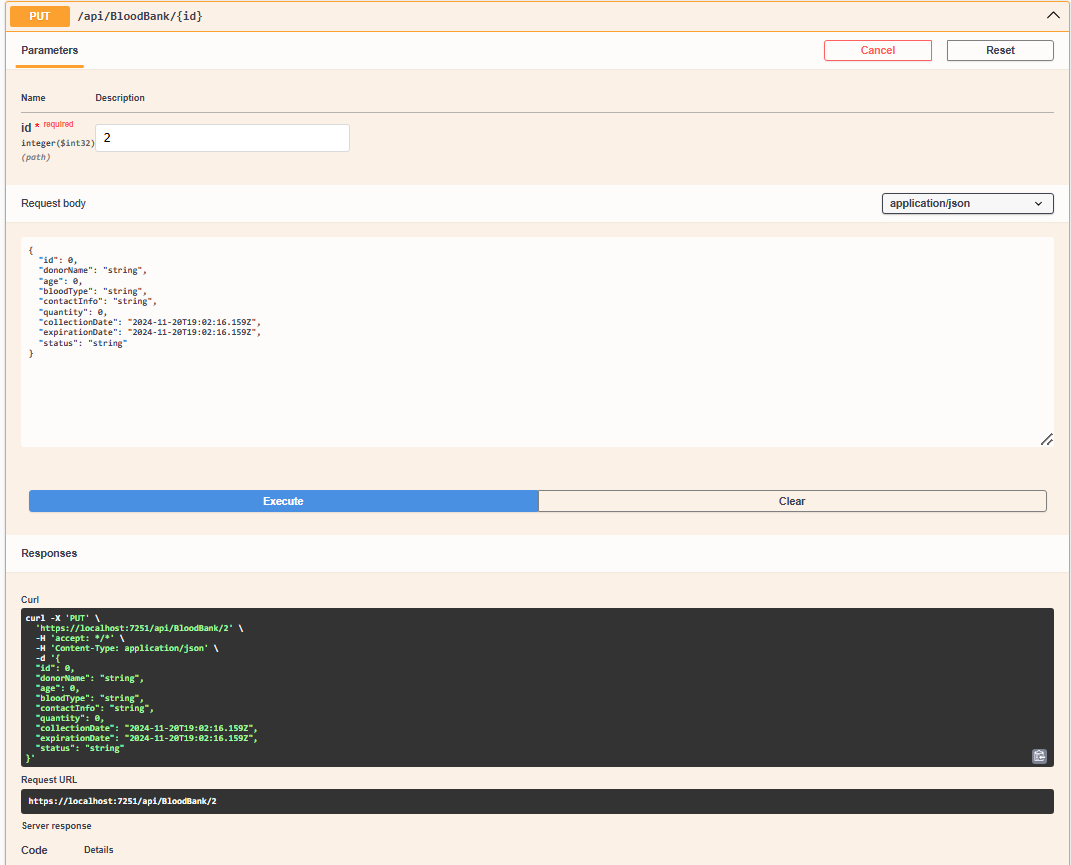 PUT /api/BloodBank/{id}
Parameters
Cancel
Reset
Name Description
id * required
integer($int32)
(path)
2
Request body
application/json
{
  "id": 0,
  "donorName": "string",
  "age": 0,
  "bloodType": "string",
  "contactInfo": "string",
  "quantity": 0,
  "collectionDate": "2024-11-20T19:02:16.159Z",
  "expirationDate": "2024-11-20T19:02:16.159Z",
  "status": "string"
}
Execute
Clear
Responses
Curl
curl -X 'PUT' \
  'https://localhost:7251/api/BloodBank/2' \
  -H 'accept: */*' \
  -H 'Content-Type: application/json' \
  -d '{
  "id": 0,
  "donorName": "string",
  "age": 0,
  "bloodType": "string",
  "contactInfo": "string",
  "quantity": 0,
  "collectionDate": "2024-11-20T19:02:16.159Z",
  "expirationDate": "2024-11-20T19:02:16.159Z",
  "status": "string"
}'
Request URL
https://localhost:7251/api/BloodBank/2
Server response
Code Details